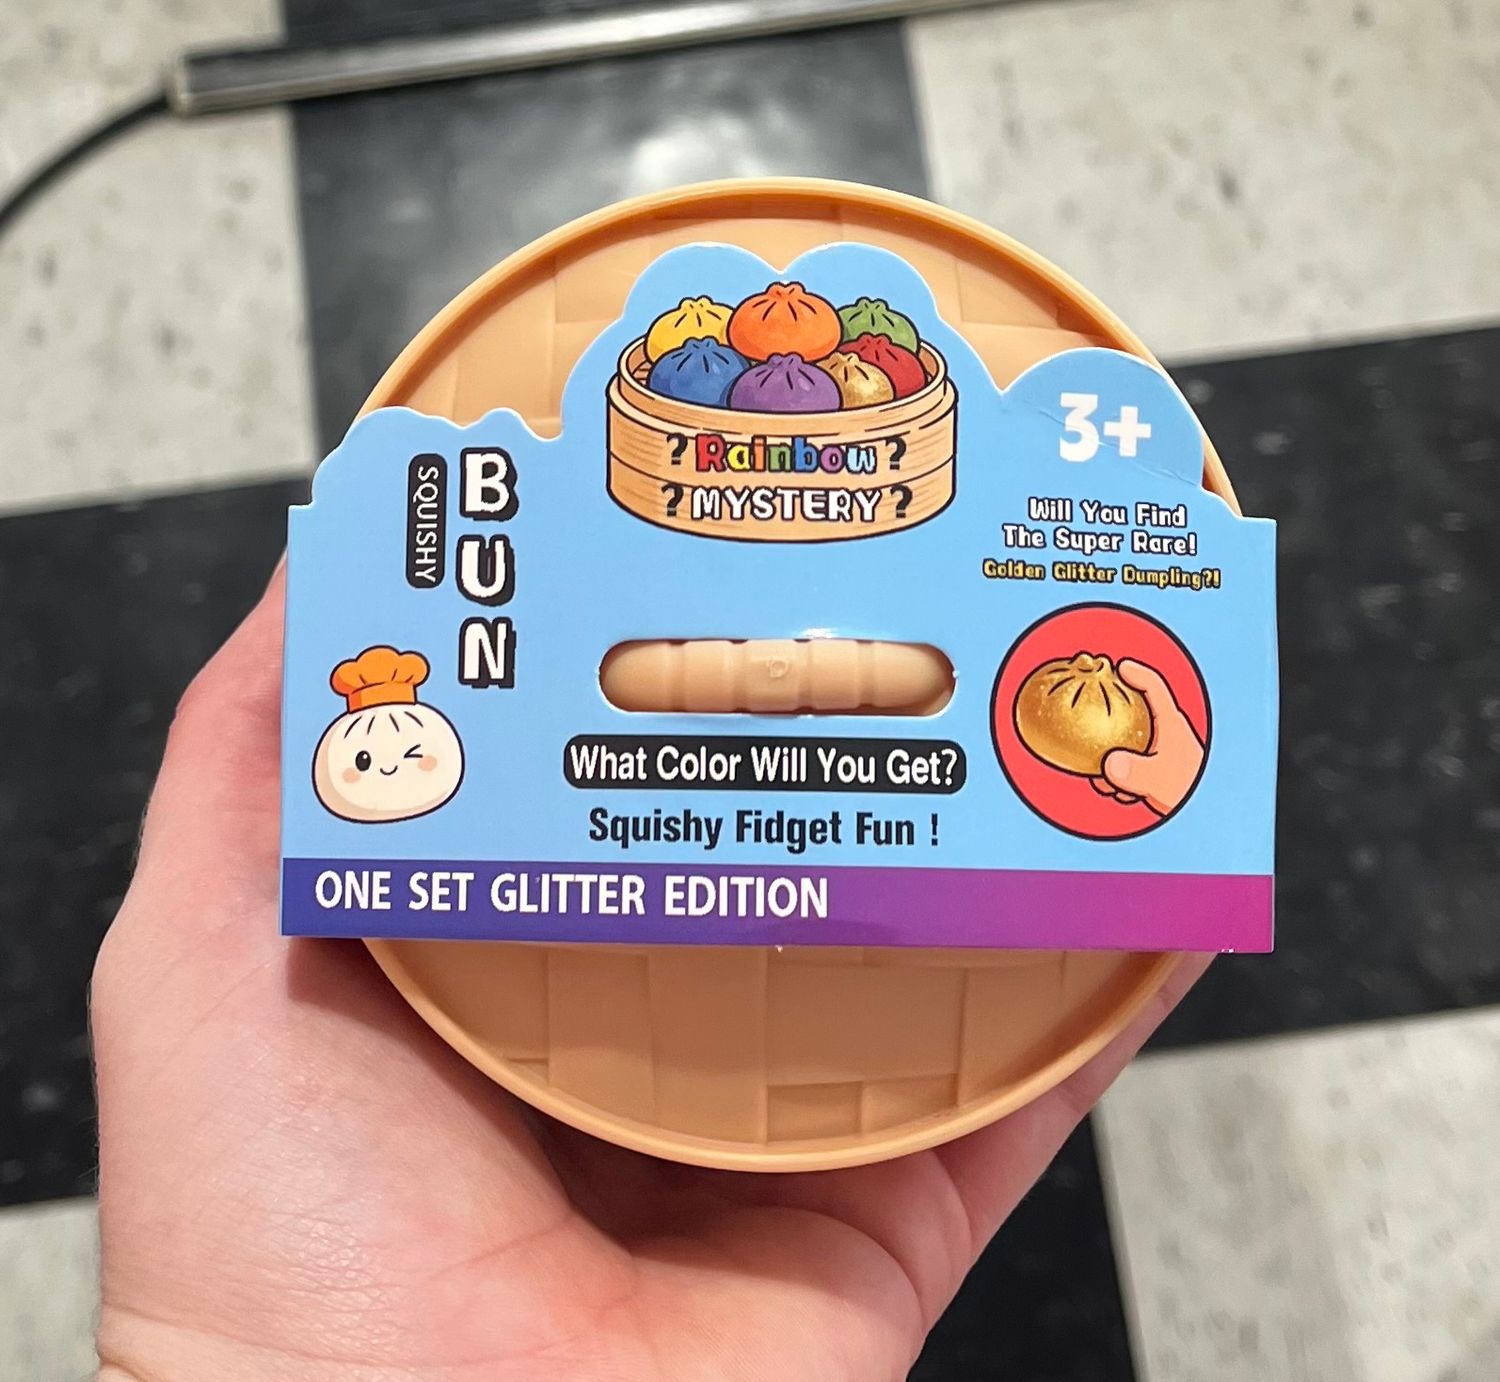 SQUISHY
BUN
? Rainbow ?
? MYSTERY ?
3+
Will You Find
The Super Rare!
Golden Glitter Dumpling?!
What Color Will You Get?
Squishy Fidget Fun !
ONE SET GLITTER EDITION